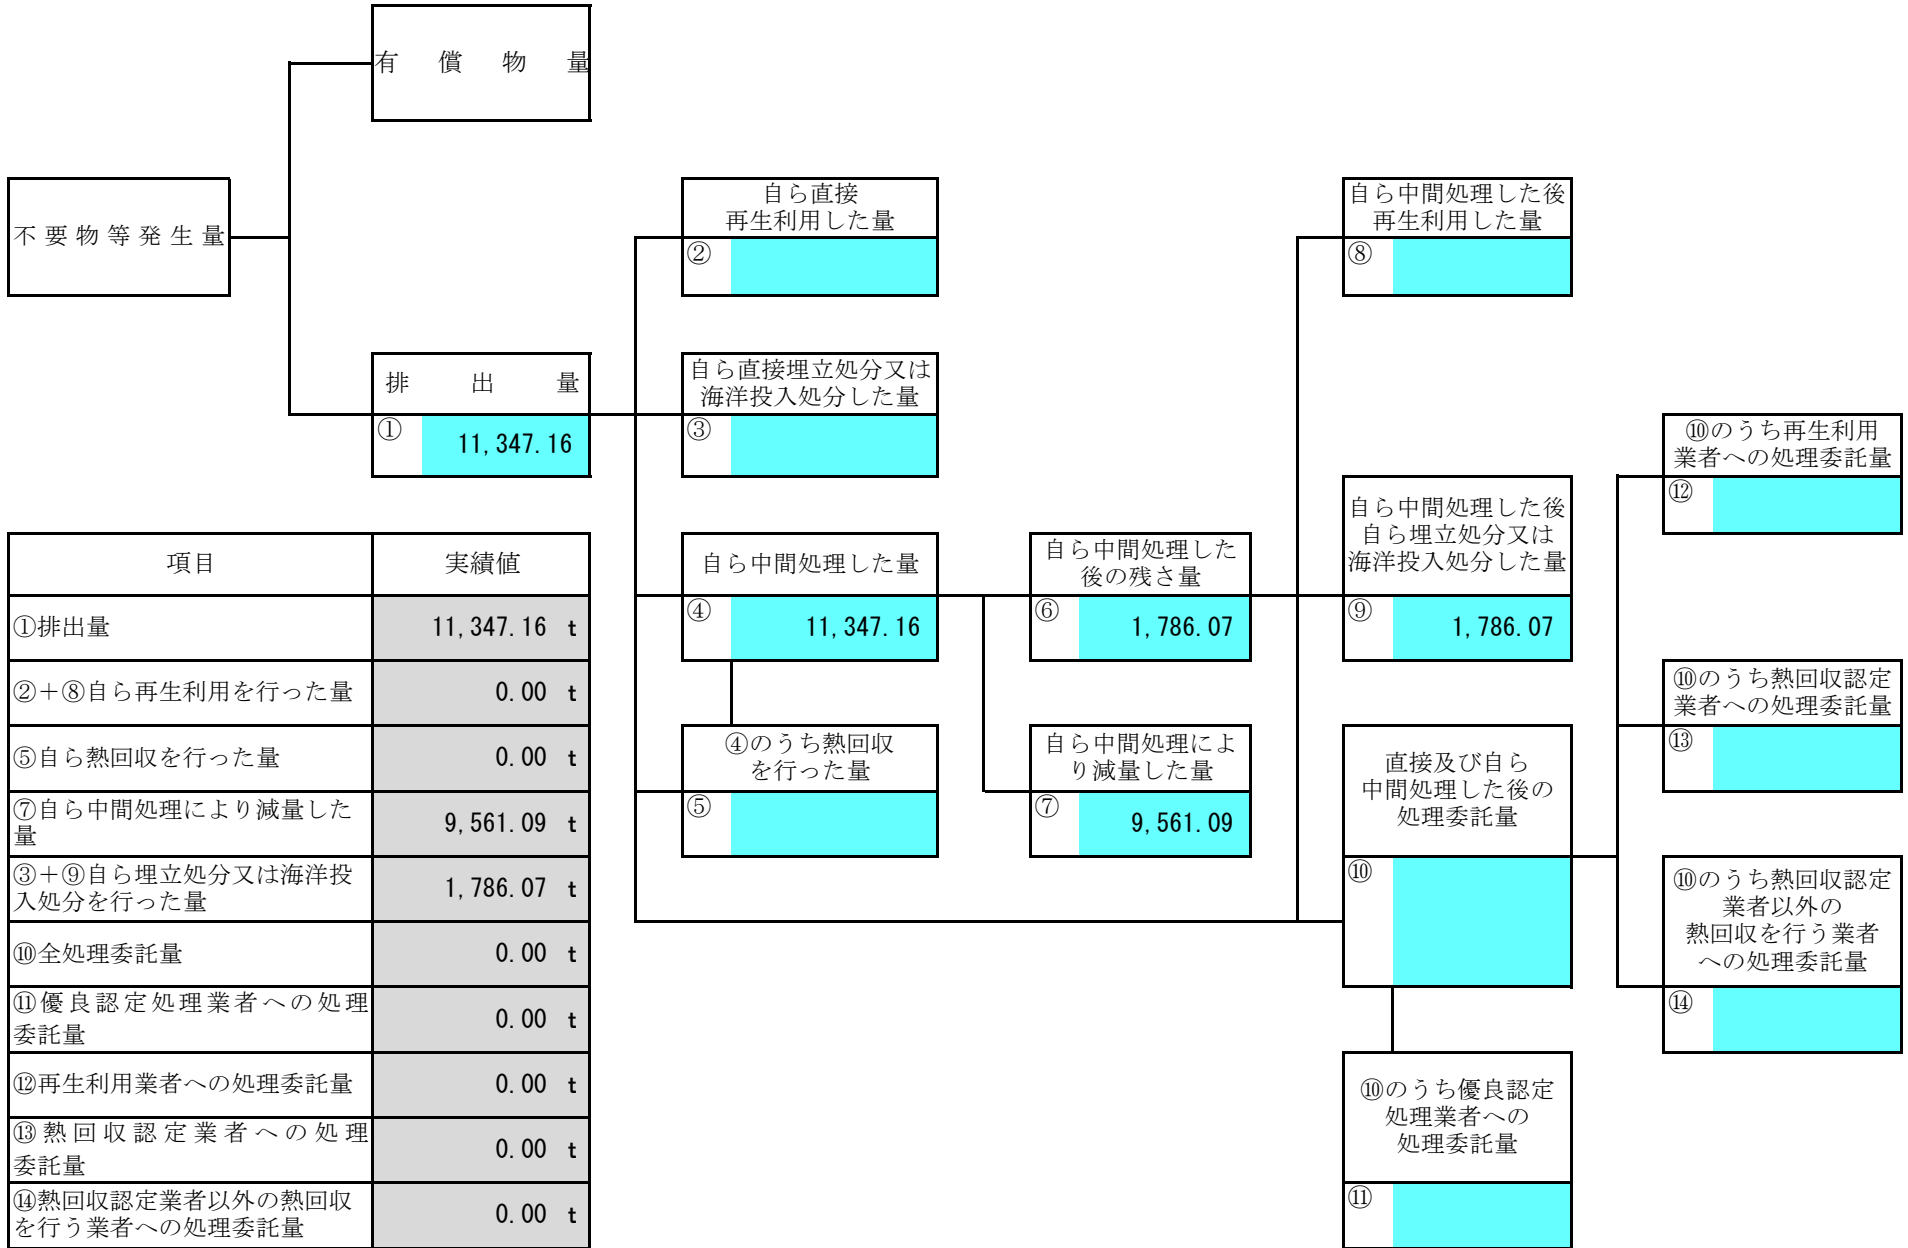 有償物量
不要物等発生量
排出量
① 11,347.16
自ら直接
再生利用した量
②
自ら直接埋立処分又は
海洋投入処分した量
③
自ら中間処理した量
④ 11,347.16
④のうち熱回収
を行った量
⑤
自ら中間処理した
後の残さ量
⑥ 1,786.07
自ら中間処理によ
り減量した量
⑦ 9,561.09
自ら中間処理した後
再生利用した量
⑧
自ら中間処理した後
自ら埋立処分又は
海洋投入処分した量
⑨ 1,786.07
直接及び自ら
中間処理した後の
処理委託量
⑩
⑩のうち優良認定
処理業者への
処理委託量
⑪
⑩のうち再生利用
業者への処理委託量
⑫
⑩のうち熱回収認定
業者への処理委託量
⑬
⑩のうち熱回収認定
業者以外の
熱回収を行う業者
への処理委託量
⑭
項目 実績値
①排出量 11,347.16 t
②+⑧自ら再生利用を行った量 0.00 t
⑤自ら熱回収を行った量 0.00 t
⑦自ら中間処理により減量した
量 9,561.09 t
③+⑨自ら埋立処分又は海洋投
入処分を行った量 1,786.07 t
⑩全処理委託量 0.00 t
⑪優良認定処理業者への処理
委託量 0.00 t
⑫再生利用業者への処理委託量 0.00 t
⑬熱回収認定業者への処理
委託量 0.00 t
⑭熱回収認定業者以外の熱回収
を行う業者への処理委託量 0.00 t